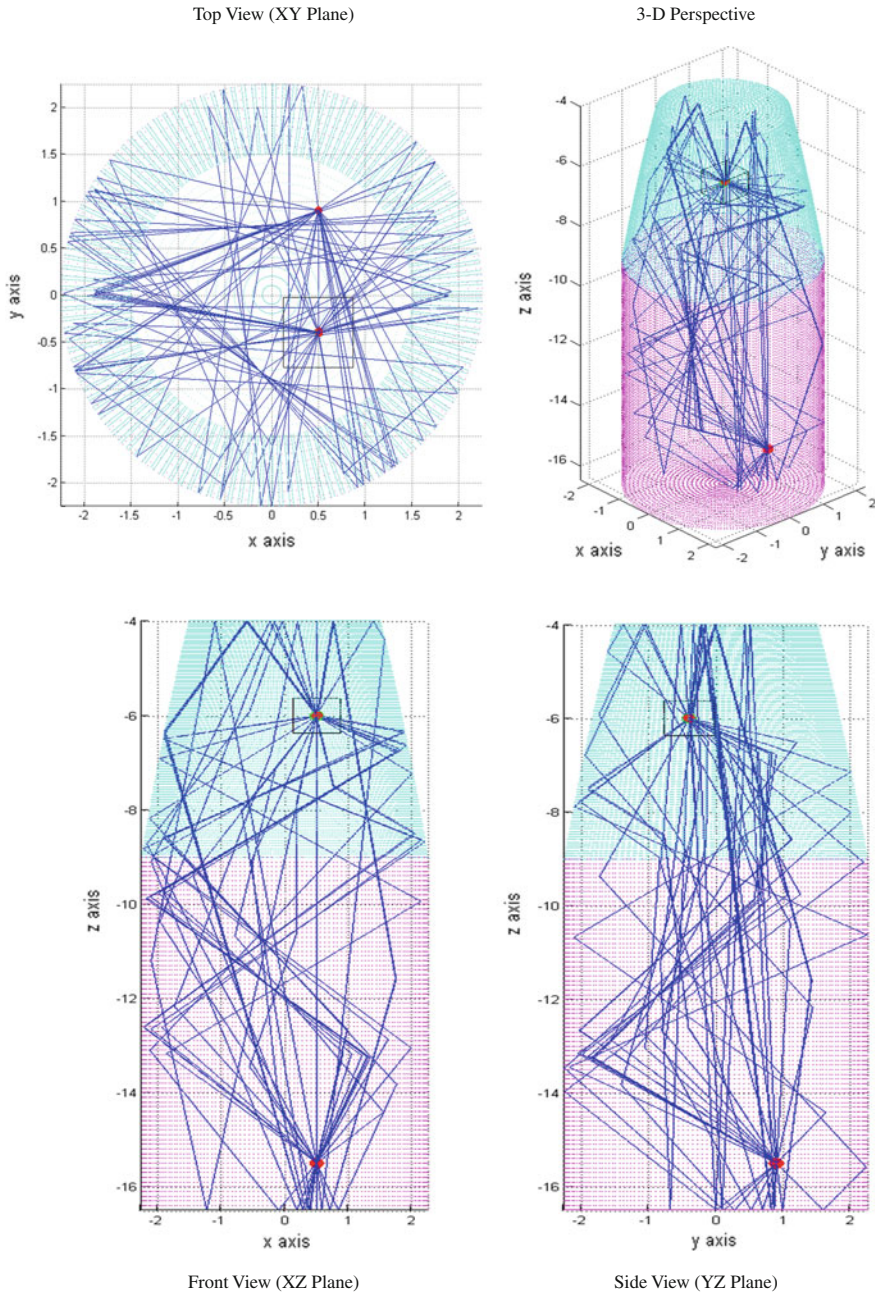 Top View (XY Plane)
3-D Perspective
2
1.5
1
0.5
0
-0.5
-1
-1.5
-2
y axis
-2 -1.5 -1 -0.5 0 0.5 1 1.5 2
x axis
-4
-6
-8
-10
-12
-14
-16
z axis
-2
-1
0
1
2
x axis
-2
-1
0
1
2
y axis
-4
-6
-8
-10
-12
-14
-16
z axis
-2 -1 0 1 2
x axis
-4
-6
-8
-10
-12
-14
-16
z axis
-2 -1 0 1 2
y axis
Front View (XZ Plane)
Side View (YZ Plane)